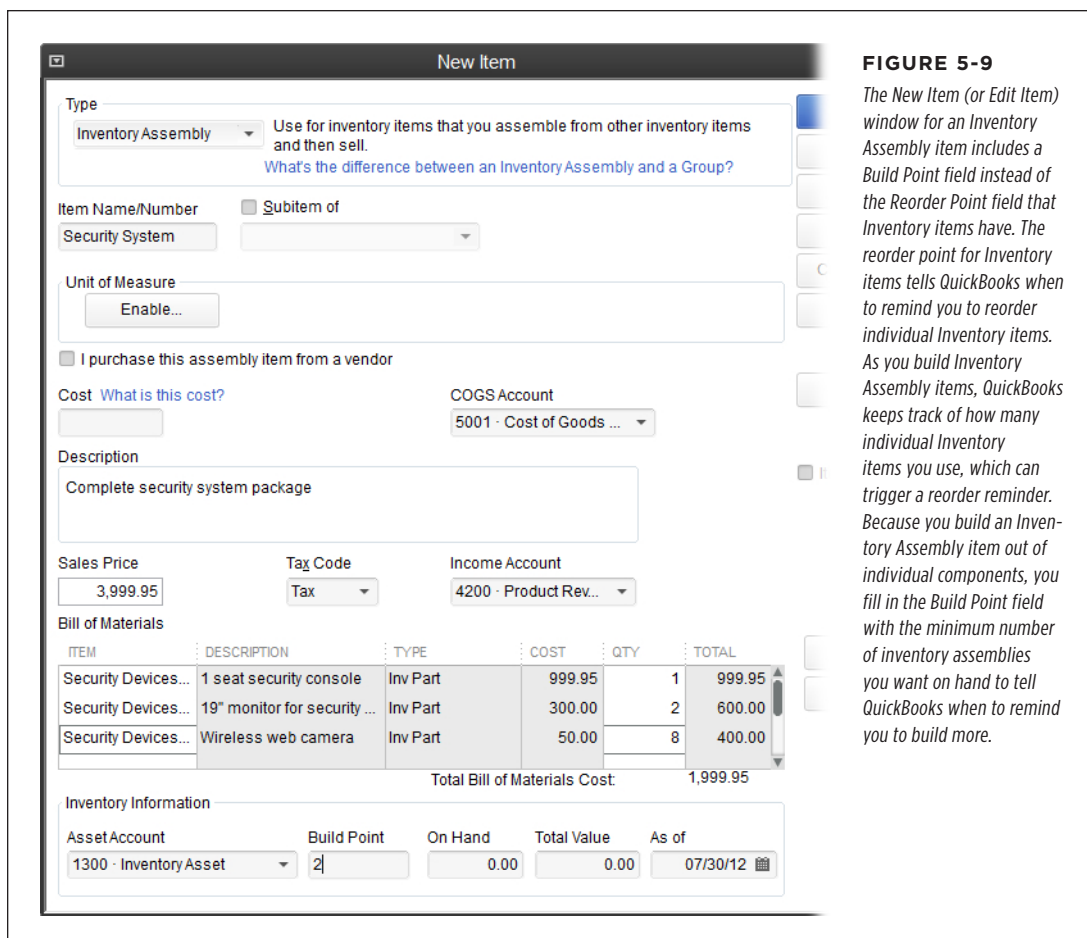 New Item
Type
Inventory Assembly
Use for inventory items that you assemble from other inventory items
and then sell.
What's the difference between an Inventory Assembly and a Group?
Item Name/Number
Subitem of
Security System
Unit of Measure
Enable...
I purchase this assembly item from a vendor
Cost What is this cost?
COGS Account
5001 · Cost of Goods ...
Description
Complete security system package
Sales Price
Tax Code
Income Account
3,999.95
Tax
4200 · Product Rev...
Bill of Materials
ITEM DESCRIPTION TYPE COST QTY TOTAL
Security Devices... 1 seat security console Inv Part 999.95 1 999.95
Security Devices... 19" monitor for security ... Inv Part 300.00 2 600.00
Security Devices... Wireless web camera Inv Part 50.00 8 400.00
Total Bill of Materials Cost: 1,999.95
Inventory Information
Asset Account Build Point On Hand Total Value As of
1300 · Inventory Asset 2 0.00 0.00 07/30/12
FIGURE 5-9
The New Item (or Edit Item)
window for an Inventory
Assembly item includes a
Build Point field instead of
the Reorder Point field that
Inventory items have. The
reorder point for Inventory
items tells QuickBooks when
to remind you to reorder
individual Inventory items.
As you build Inventory
Assembly items, QuickBooks
keeps track of how many
individual Inventory
items you use, which can
trigger a reorder reminder.
Because you build an Inven-
tory Assembly item out of
individual components, you
fill in the Build Point field
with the minimum number
of inventory assemblies
you want on hand to tell
QuickBooks when to remind
you to build more.